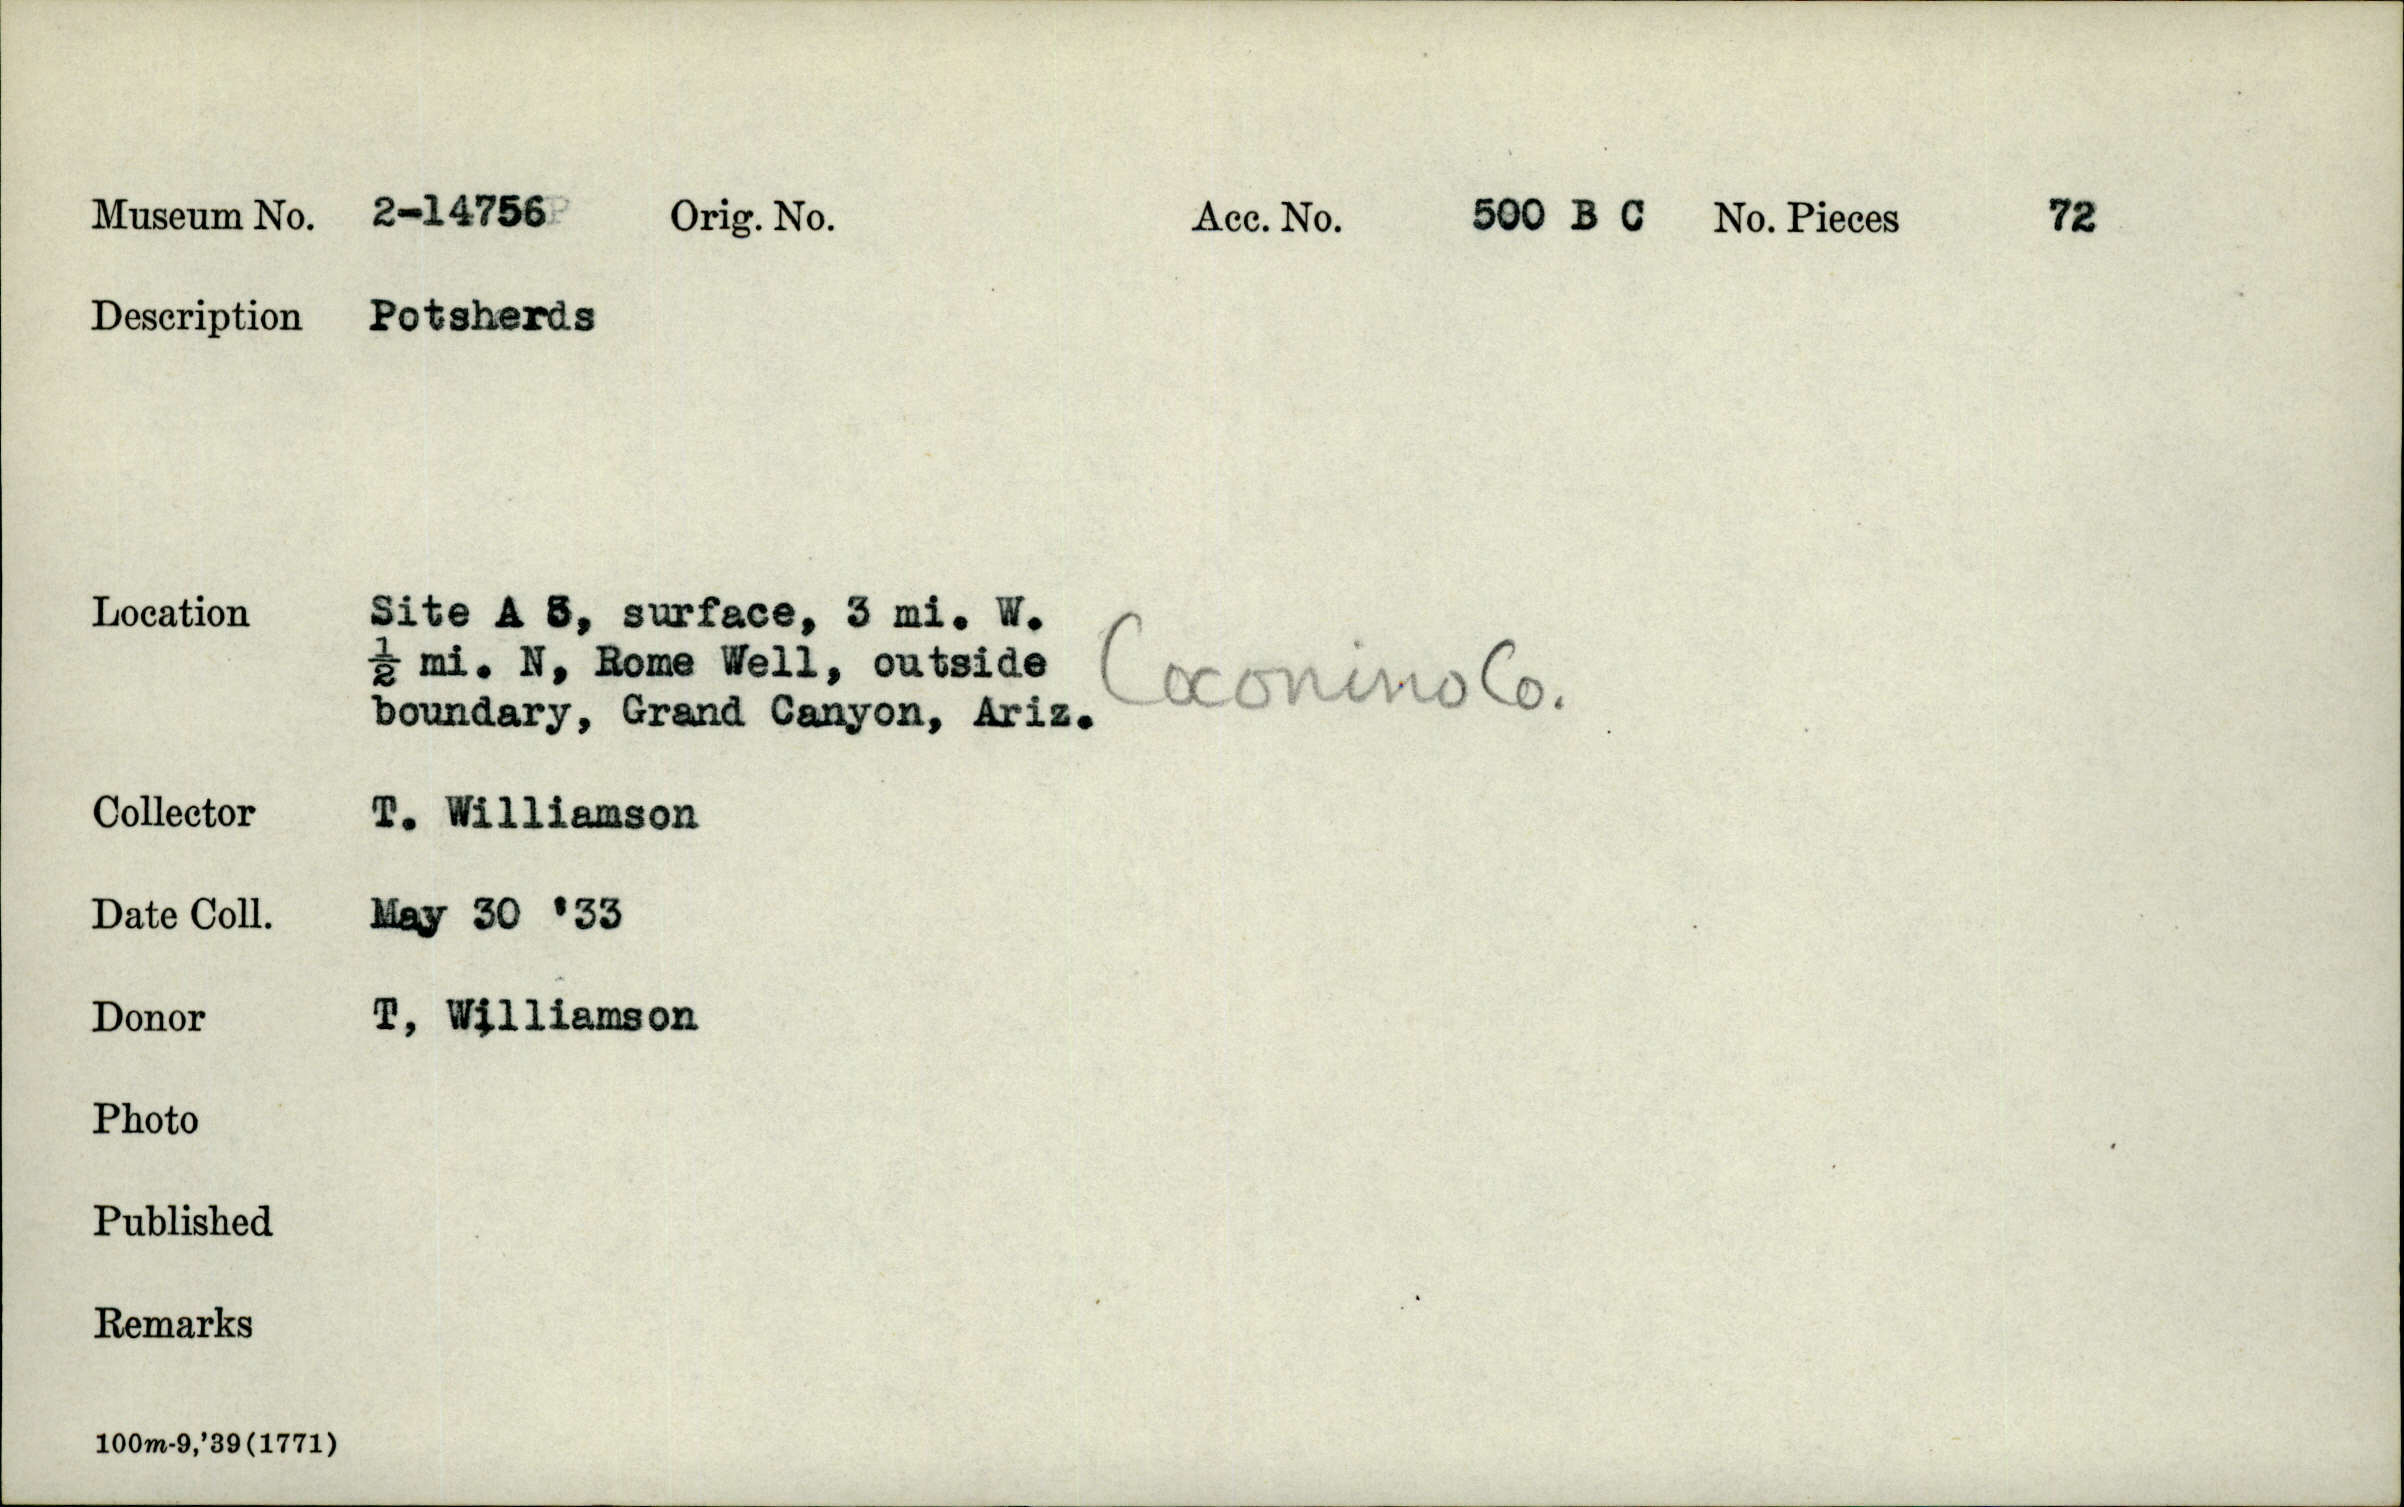 Museum No. 2-14756 Orig. No. Acc. No. 500 B C No. Pieces 72
Description Potsherds
Location Site A 5, surface, 3 mi. W.
½ mi. N, Rome Well, outside
boundary, Grand Canyon, Ariz. Coconino Co.
Collector T. Williamson
Date Coll. May 30 '33
Donor T, Williamson
Photo
Published
Remarks
100m-9,'39(1771)